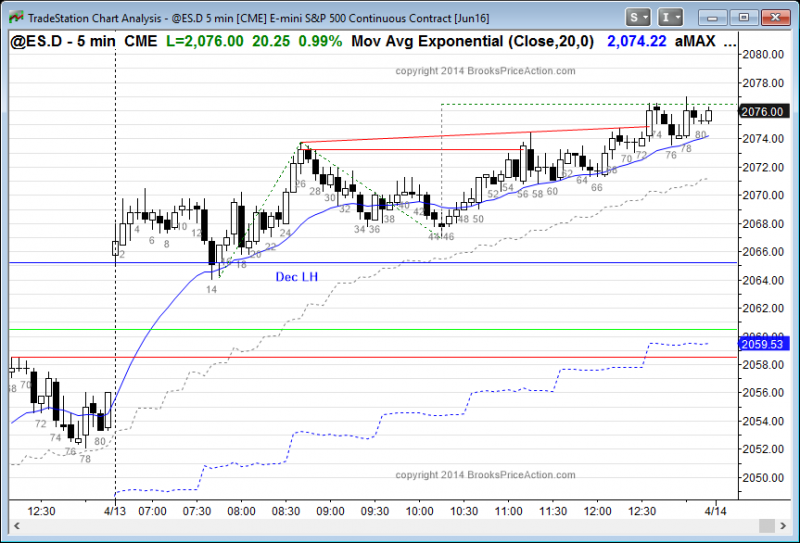 TradeStation Chart Analysis - @ES.D 5 min [CME] E-mini S&P 500 Continuous Contract [Jun16]
S I
@ES.D - 5 min CME L=2,076.00 20.25 0.99% Mov Avg Exponential (Close,20,0) 2,074.22 aMAX ...
copyright 2014 BrooksPriceAction.com
2080.00
2078.00
2076.00
2074.00
2072.00
2070.00
2068.00
2066.00
2064.00
2062.00
2059.53
2058.00
2056.00
2054.00
2052.00
2050.00
74 80
72 76 78
70
26 28 30 32 34 36 38 40 42 44 46 48 50 52 54 56 58 60 62 64 66
2 4 6 8 10 12 14 18 20 22 24
Dec LH
70
72 74 76 78 80
copyright 2014 BrooksPriceAction.com
12:30 4/13 07:00 07:30 08:00 08:30 09:00 09:30 10:00 10:30 11:00 11:30 12:00 12:30 4/14